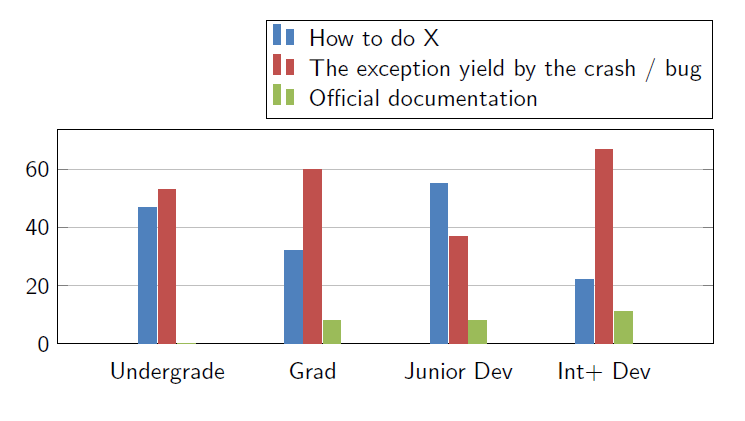 How to do X
The exception yield by the crash / bug
Official documentation
60
40
20
0
Undergrade Grad Junior Dev Int+ Dev